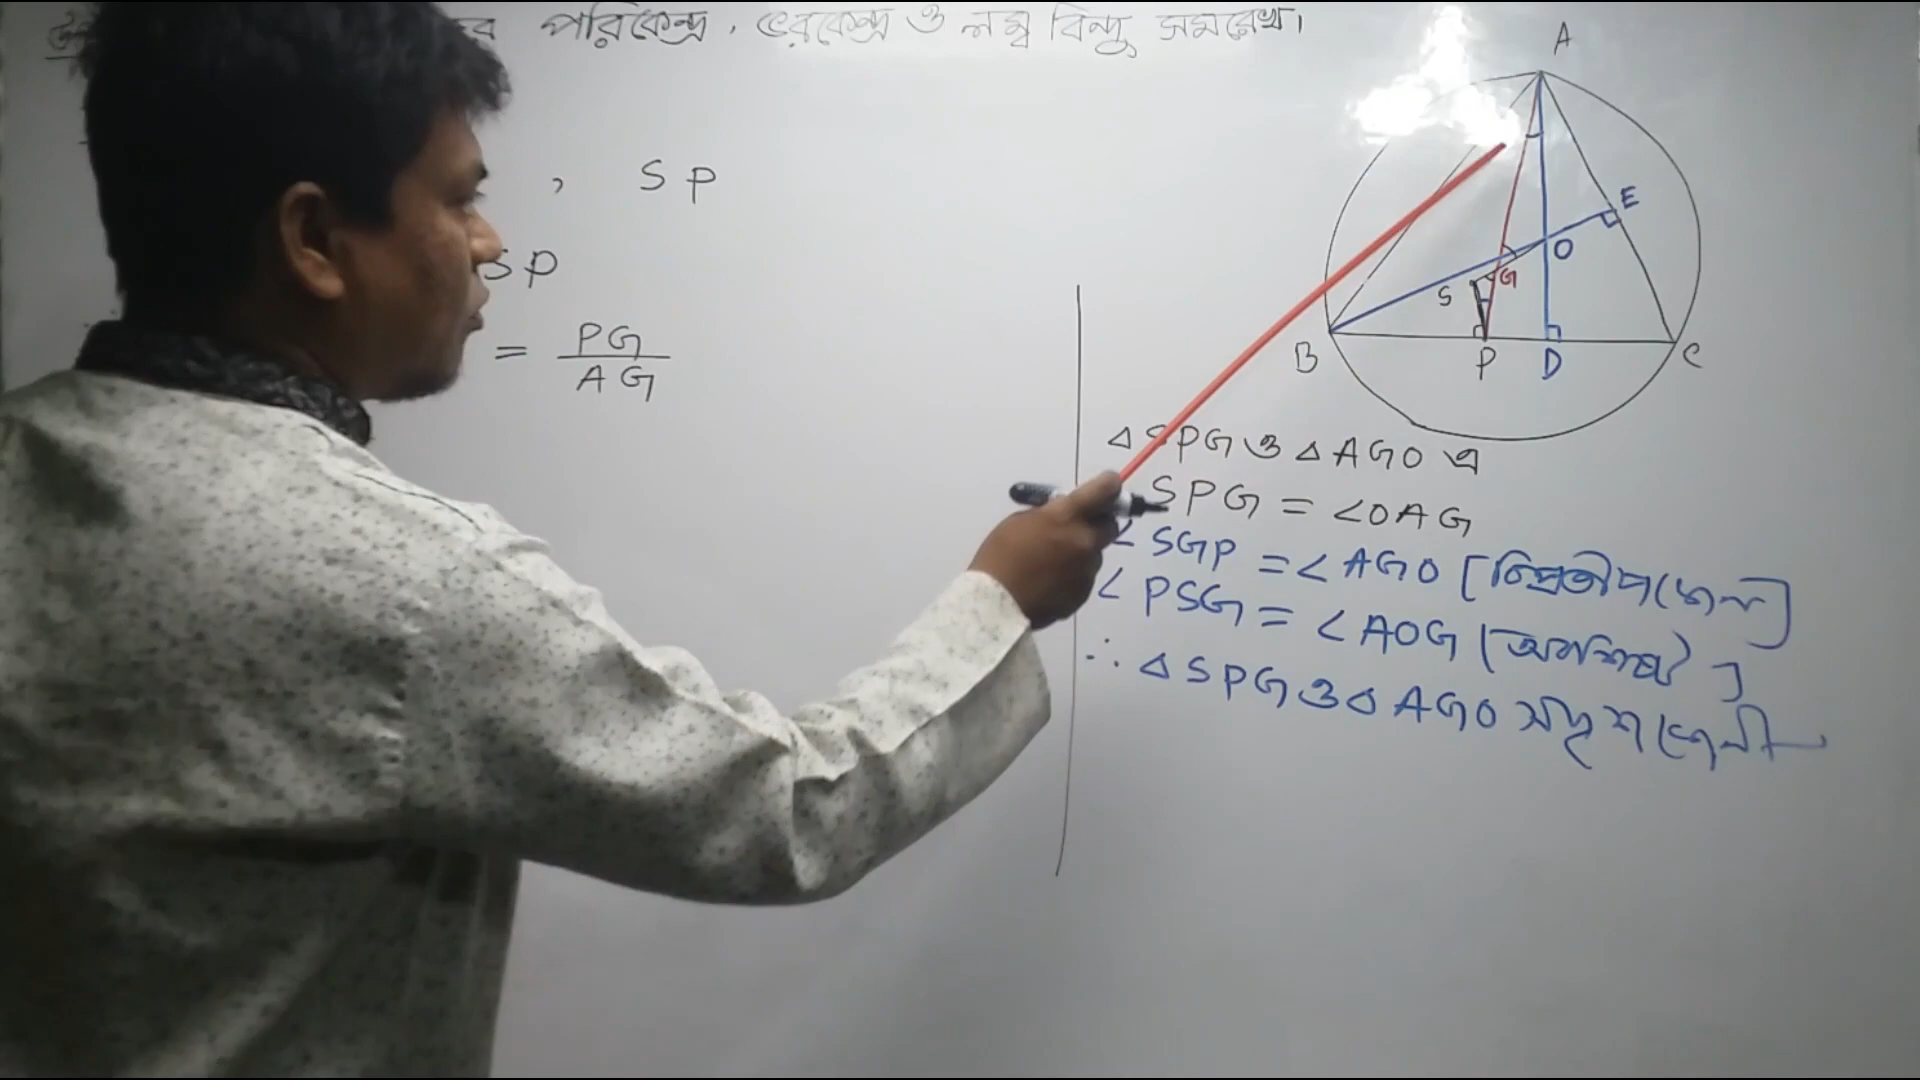 পরিকেন্দ্র, ভরকেন্দ্র ও লম্ব বিন্দু সমরেখ।
, SP
SP
= PG / AG
A
E
O
G
S
B
P
D
C
△SPG ও △AGO এ
SPG = ∠OAG
∠SGP = ∠AGO [বিপ্রতীপ কোন]
∠PSG = ∠AOG [অবশিষ্ট]
∴ △SPG ও △AGO সদৃশকোনী